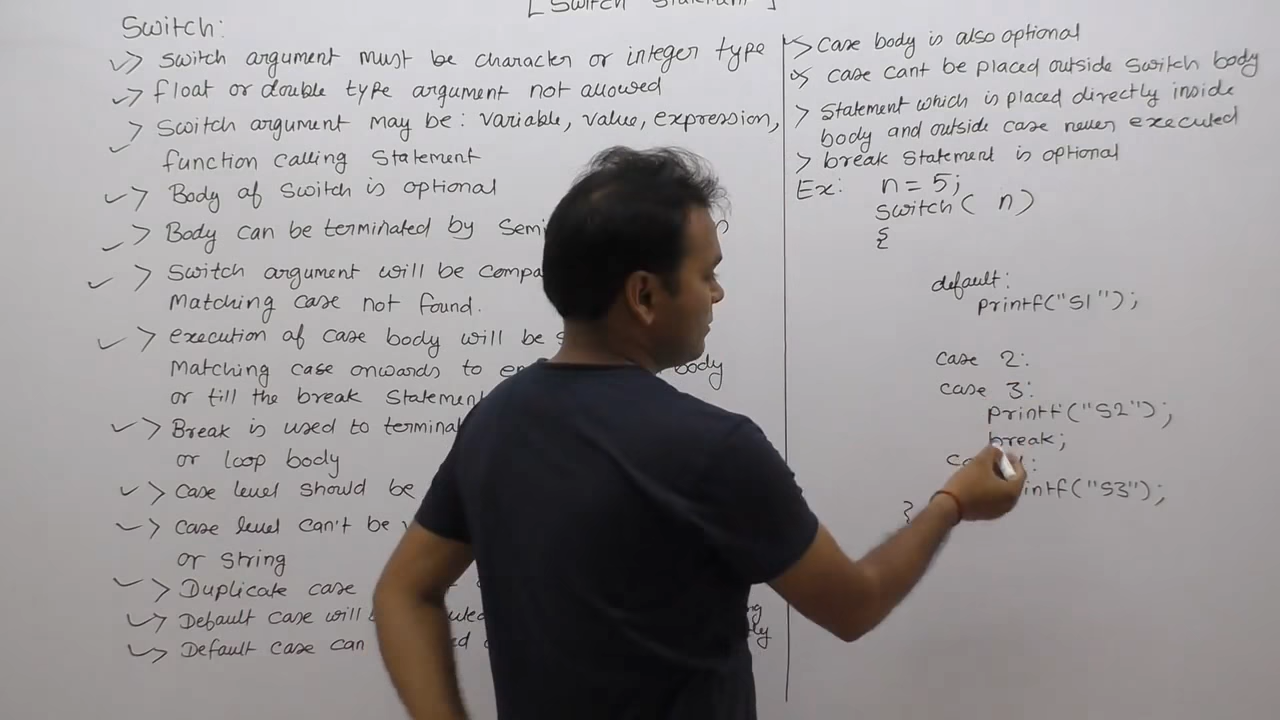 [ Switch Statement ]
Switch:
> Switch argument must be character or integer type
> float or double type argument not allowed
> Switch argument may be: variable, value, expression,
function calling Statement
> Body of Switch is optional
> Body can be terminated by
> Switch argument will be
Matching case not found.
> execution of case body will be
Matching case onwards to body
or till the break Statement
> Break is used to
or loop body
> Case level should be
> Case level can't be
or String
> Duplicate case
> Default case will
> Default case can
> Case body is also optional
> case cant be placed outside switch body
> Statement which is placed directly inside
body and outside case never executed
> break Statement is optional
Ex: n = 5;
Switch( n)
{
default:
printf("S1");
case 2:
case 3:
printf("S2");
break;
("S3");
}